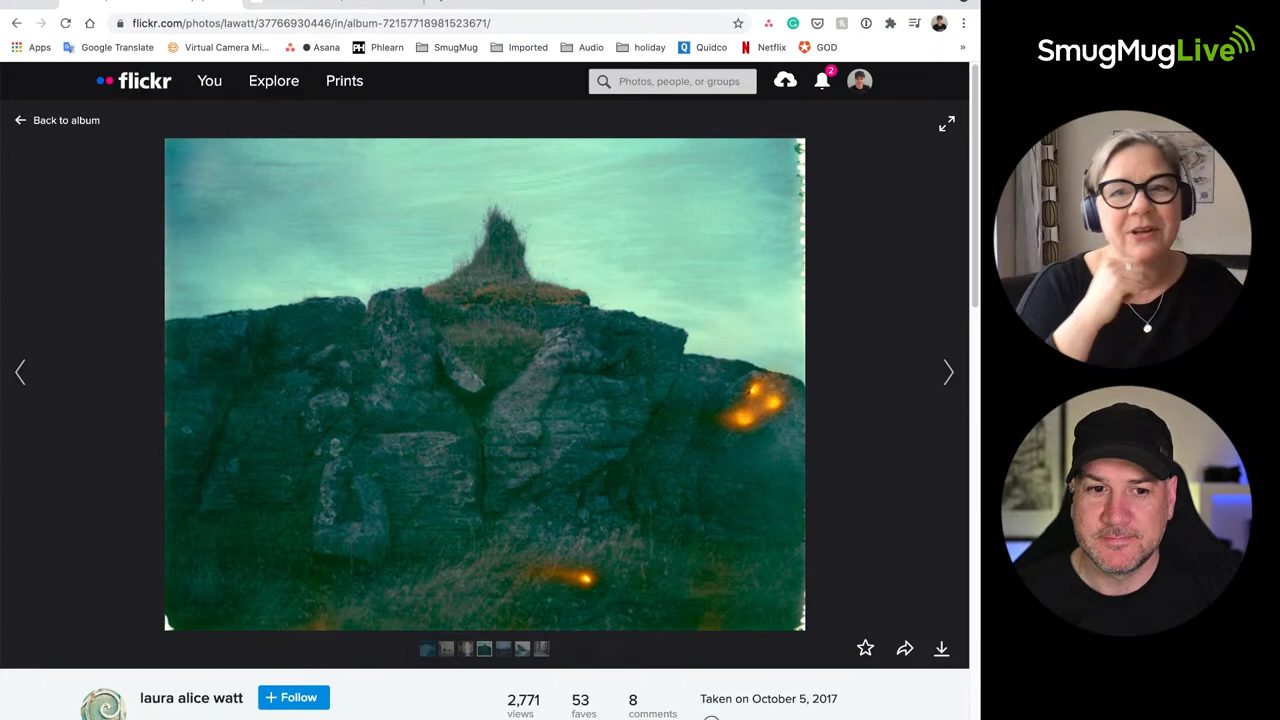 flickr.com/photos/lawatt/37766930446/in/album-72157718981523671/
Apps Google Translate Virtual Camera Mi... Asana Phlearn SmugMug Imported Audio holiday Quidco Netflix GOD »
flickr You Explore Prints Photos, people, or groups 2
Back to album
laura alice watt + Follow
2,771 53 8
views faves comments
Taken on October 5, 2017
SmugMugLive